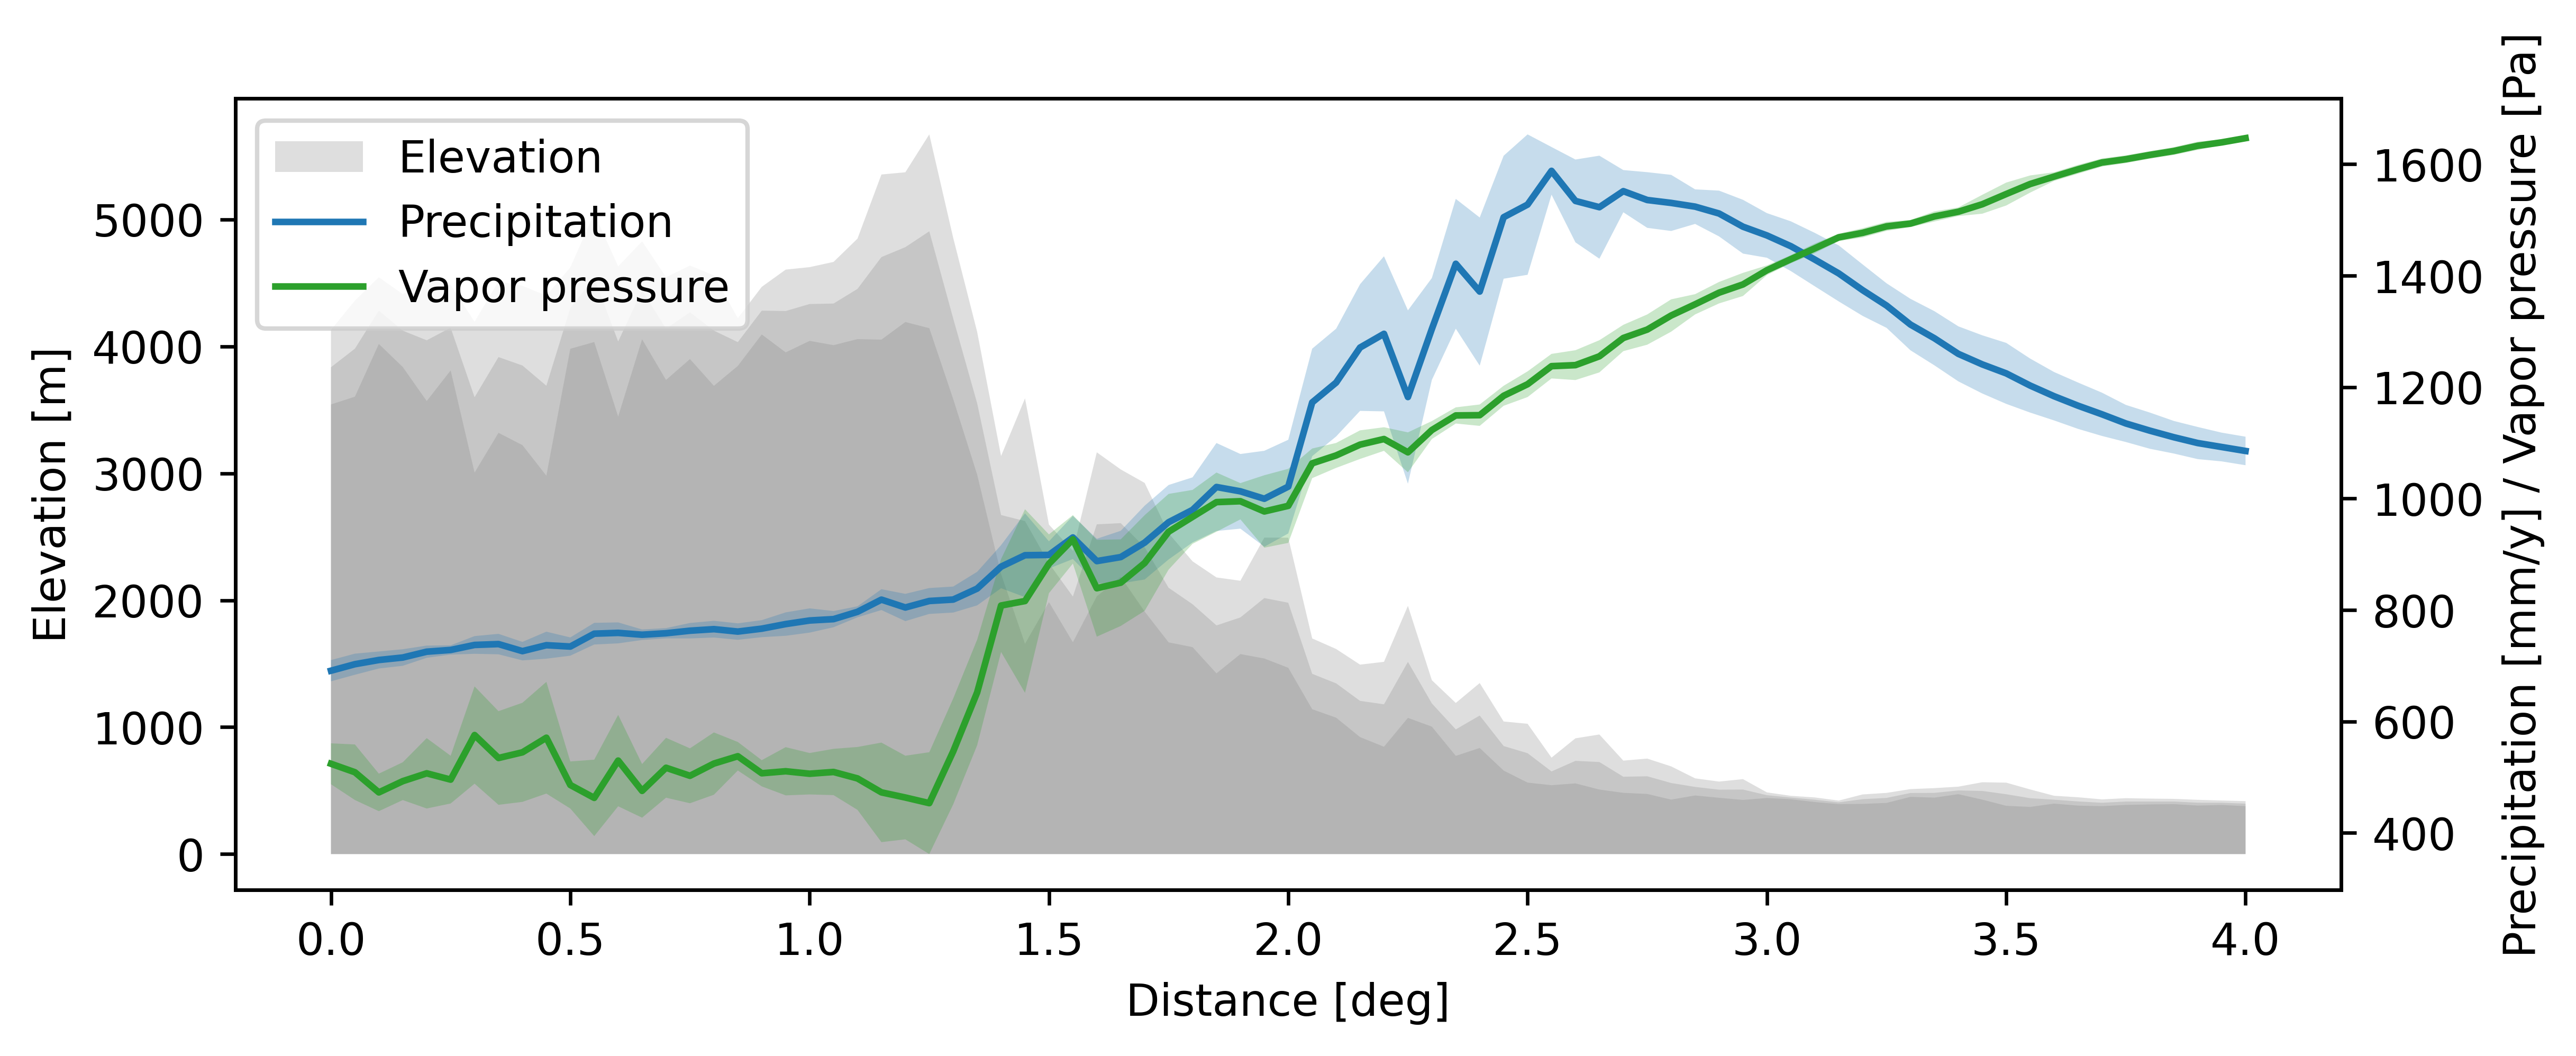 Elevation
Precipitation
Vapor pressure
Elevation [m]
5000
4000
3000
2000
1000
0
0.0 0.5 1.0 1.5 2.0 2.5 3.0 3.5 4.0
Distance [deg]
1600
1400
1200
1000
800
600
400
Precipitation [mm/y] / Vapor pressure [Pa]